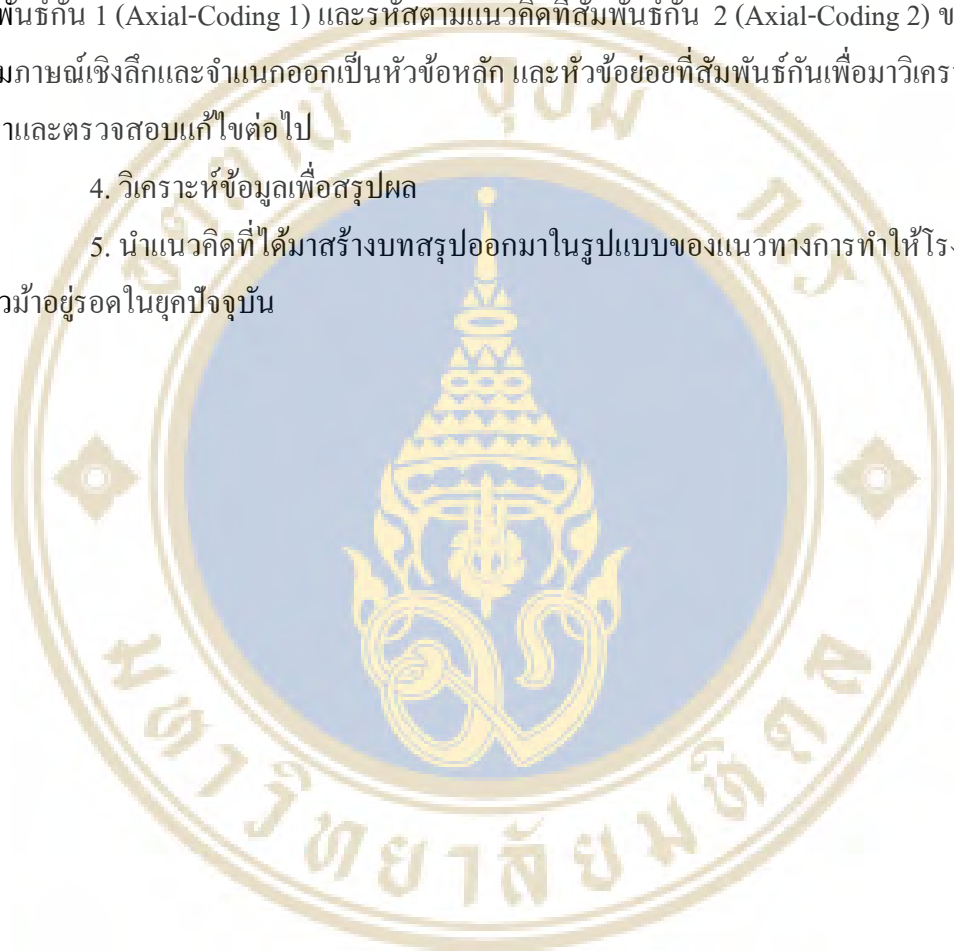 พันธ์กัน 1 (Axial-Coding 1) และรหัสตามแนวคิดที่สัมพันธ์กัน 2 (Axial-Coding 2) ข
มภาษณ์เชิงลึกและจำแนกออกเป็นหัวข้อหลัก และหัวข้อย่อยที่สัมพันธ์กันเพื่อมาวิเครา
าและตรวจสอบแก้ไขต่อไป
4. วิเคราะห์ข้อมูลเพื่อสรุปผล
5. นำแนวคิดที่ได้มาสร้างบทสรุปออกมาในรูปแบบของแนวทางการทำให้โรง
วม้าอยู่รอดในยุคปัจจุบัน
อตฺตานํ อุปมํ กเร
มหาวิทยาลัยมหิดล